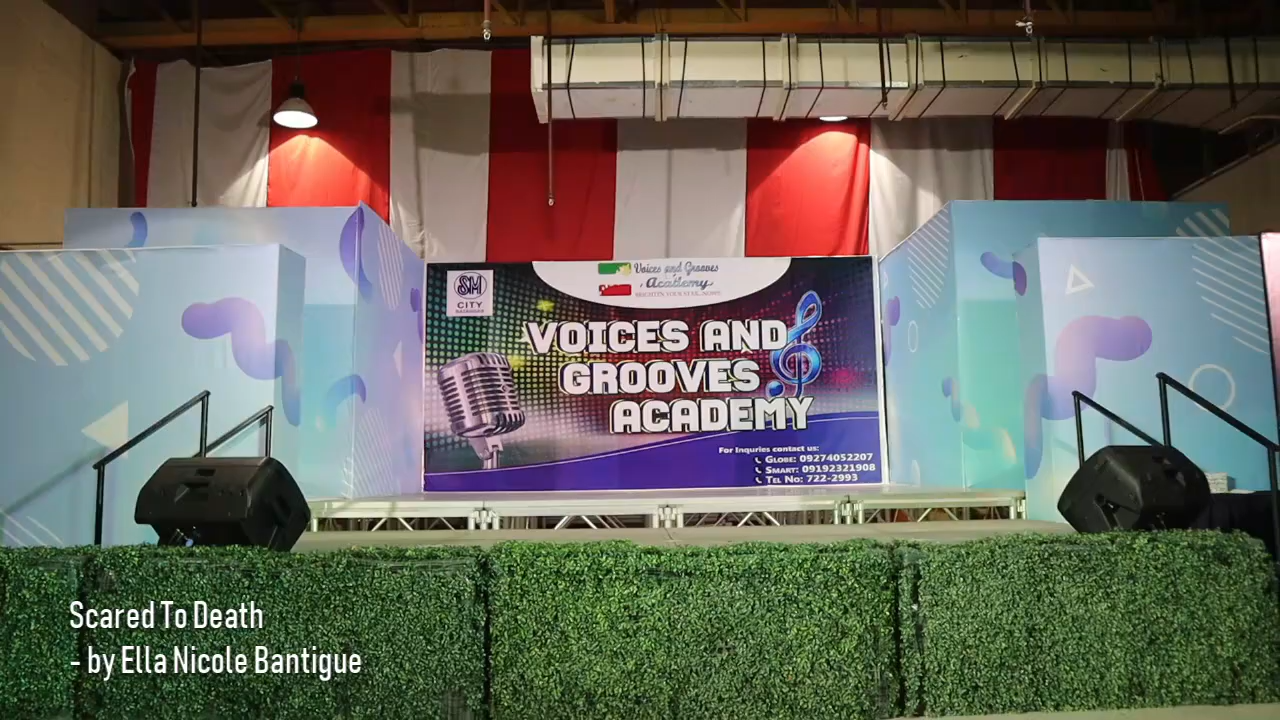 SM
CITY
Voices and Grooves
Academy
VOICES AND
GROOVES
ACADEMY
For Inquries contact us:
GLOBE: 09274052207
SMART: 09192321908
TEL NO: 722-2993
Scared To Death
- by Ella Nicole Bantigue